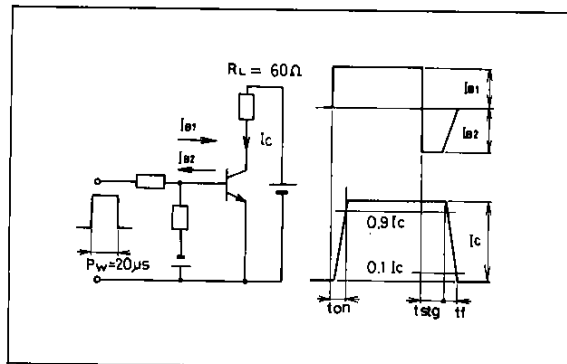 RL = 60Ω
IB1
IB2
IC
PW=20μs
IB1
IB2
0.9 IC
IC
0.1 IC
ton
tstg
tf